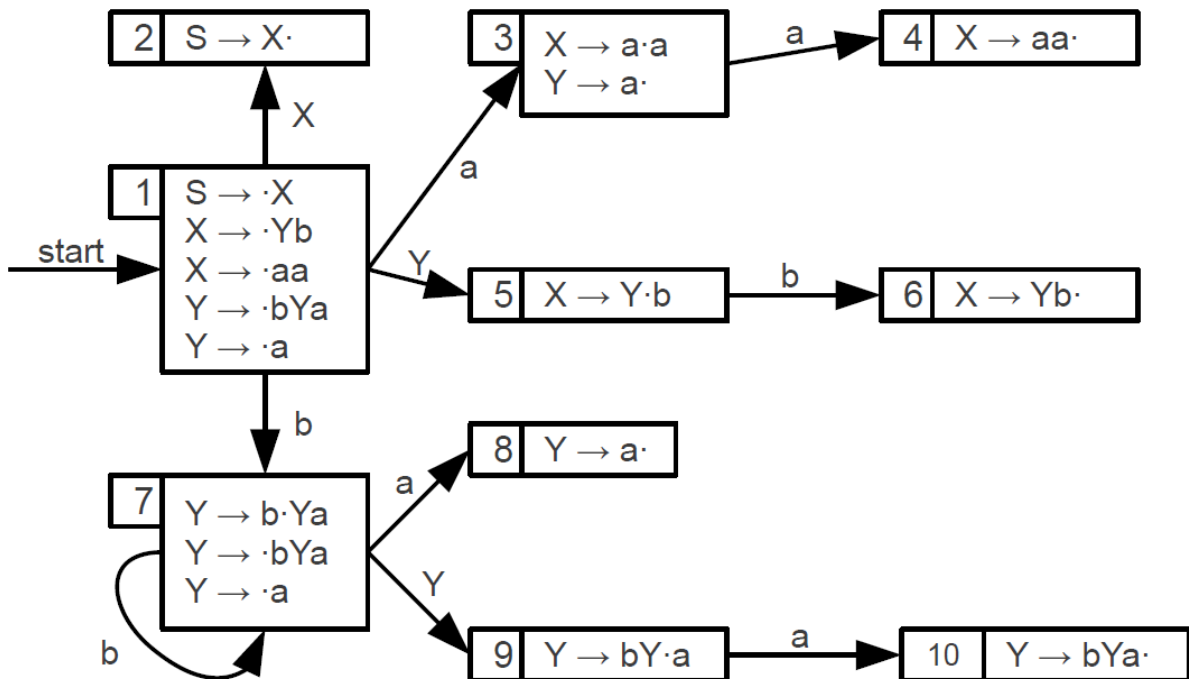 2
S → X·
X
1
S → ·X
X → ·Yb
X → ·aa
Y → ·bYa
Y → ·a
start
a
3
X → a·a
Y → a·
a
4
X → aa·
Y
5
X → Y·b
b
6
X → Yb·
b
7
Y → b·Ya
Y → ·bYa
Y → ·a
b
a
8
Y → a·
Y
9
Y → bY·a
a
10
Y → bYa·